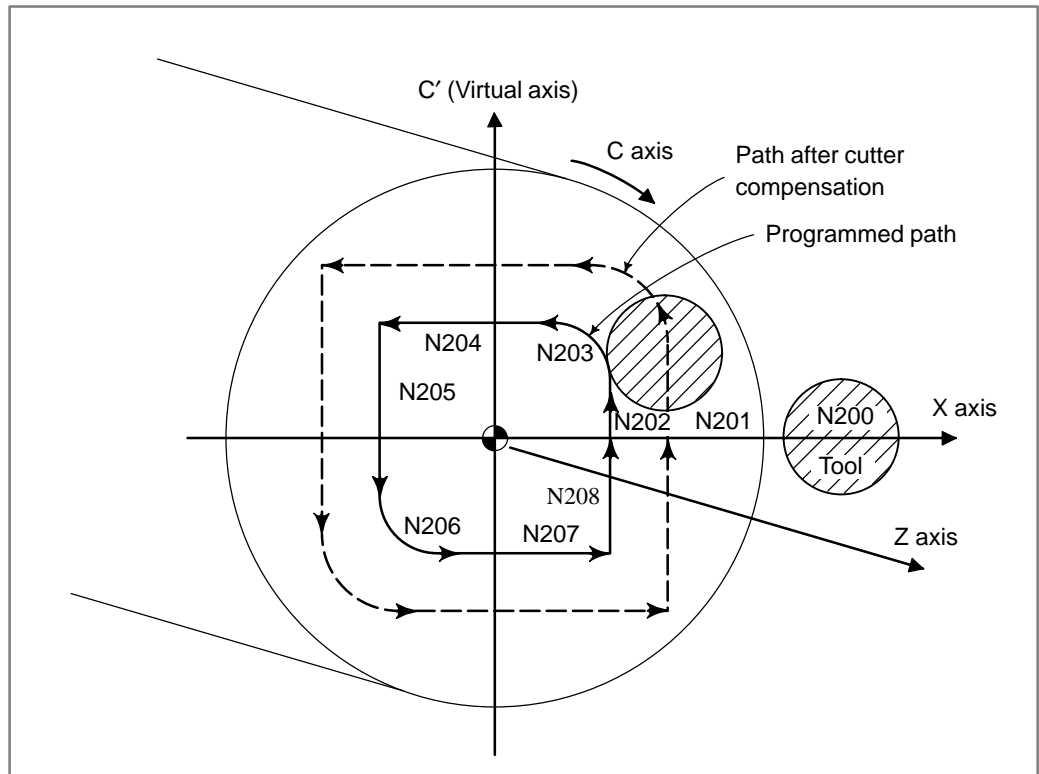 C′ (Virtual axis)
C axis
Path after cutter
compensation
Programmed path
N204
N203
N205
N202
N201
N200
X axis
Tool
N208
N206
N207
Z axis